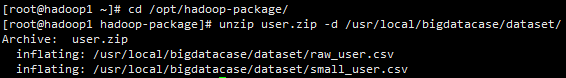 [root@hadoop1 ~]# cd /opt/hadoop-package/
[root@hadoop1 hadoop-package]# unzip user.zip -d /usr/local/bigdatacase/dataset/
Archive:  user.zip
  inflating: /usr/local/bigdatacase/dataset/raw_user.csv
  inflating: /usr/local/bigdatacase/dataset/small_user.csv